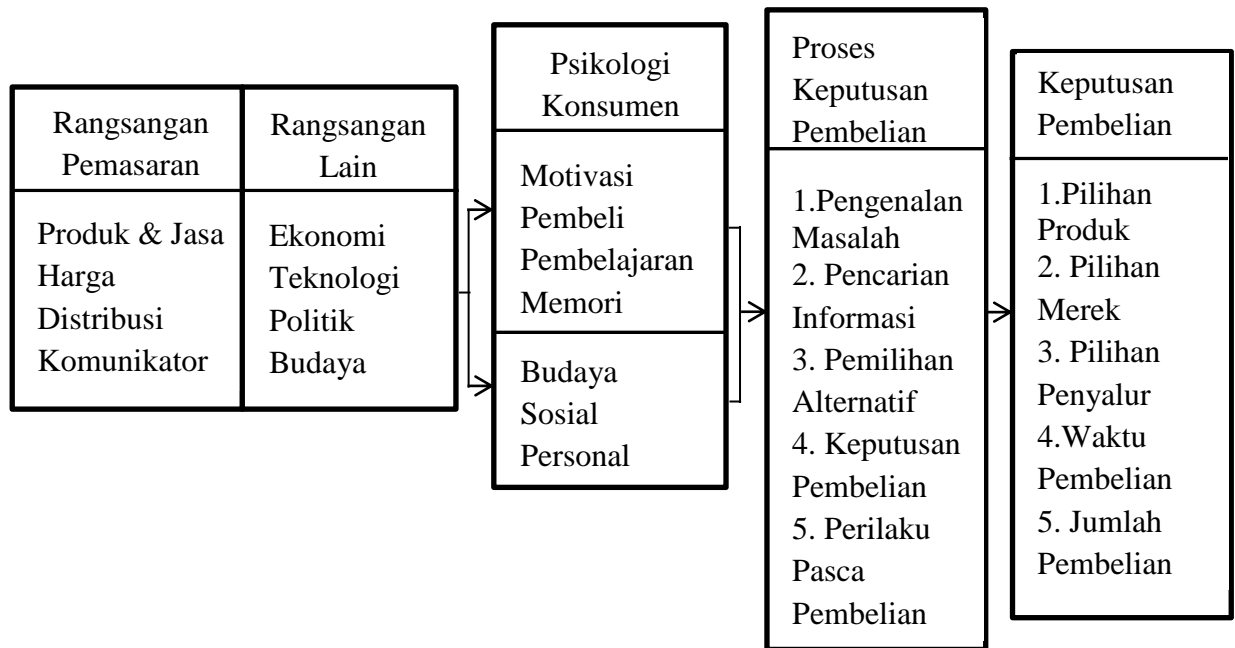 Rangsangan
Pemasaran
Produk & Jasa
Harga
Distribusi
Komunikator
Rangsangan
Lain
Ekonomi
Teknologi
Politik
Budaya
Psikologi
Konsumen
Motivasi
Pembeli
Pembelajaran
Memori
Budaya
Sosial
Personal
Proses
Keputusan
Pembelian
1.Pengenalan
Masalah
2. Pencarian
Informasi
3. Pemilihan
Alternatif
4. Keputusan
Pembelian
5. Perilaku
Pasca
Pembelian
Keputusan
Pembelian
1.Pilihan
Produk
2. Pilihan
Merek
3. Pilihan
Penyalur
4.Waktu
Pembelian
5. Jumlah
Pembelian